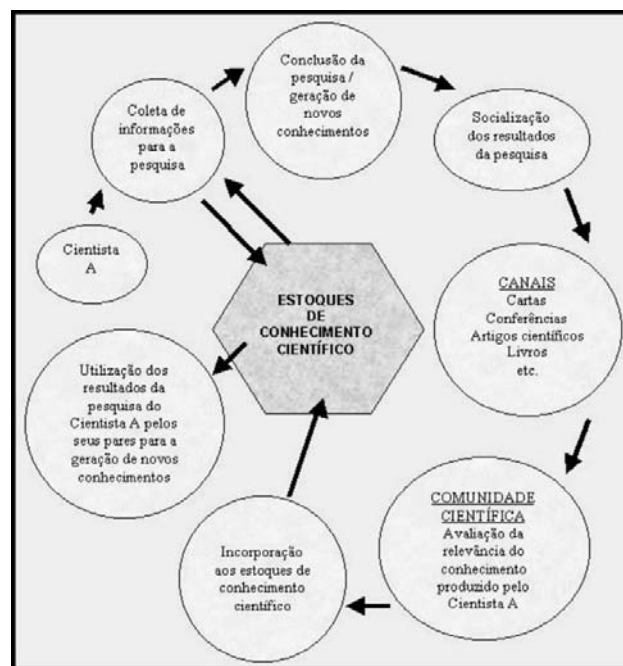 Cientista
A
Coleta de
informações
para a
pesquisa
Conclusão da
pesquisa /
geração de
novos
conhecimentos
Socialização
dos resultados
da pesquisa
CANAIS
Cartas
Conferências
Artigos científicos
Livros
etc.
COMUNIDADE
CIENTÍFICA
Avaliação da
relevância do
conhecimento
produzido pelo
Cientista A
Incorporação
aos estoques de
conhecimento
científico
ESTOQUES
DE
CONHECIMENTO
CIENTÍFICO
Utilização dos
resultados da
pesquisa do
Cientista A pelos
seus pares para a
geração de novos
conhecimentos